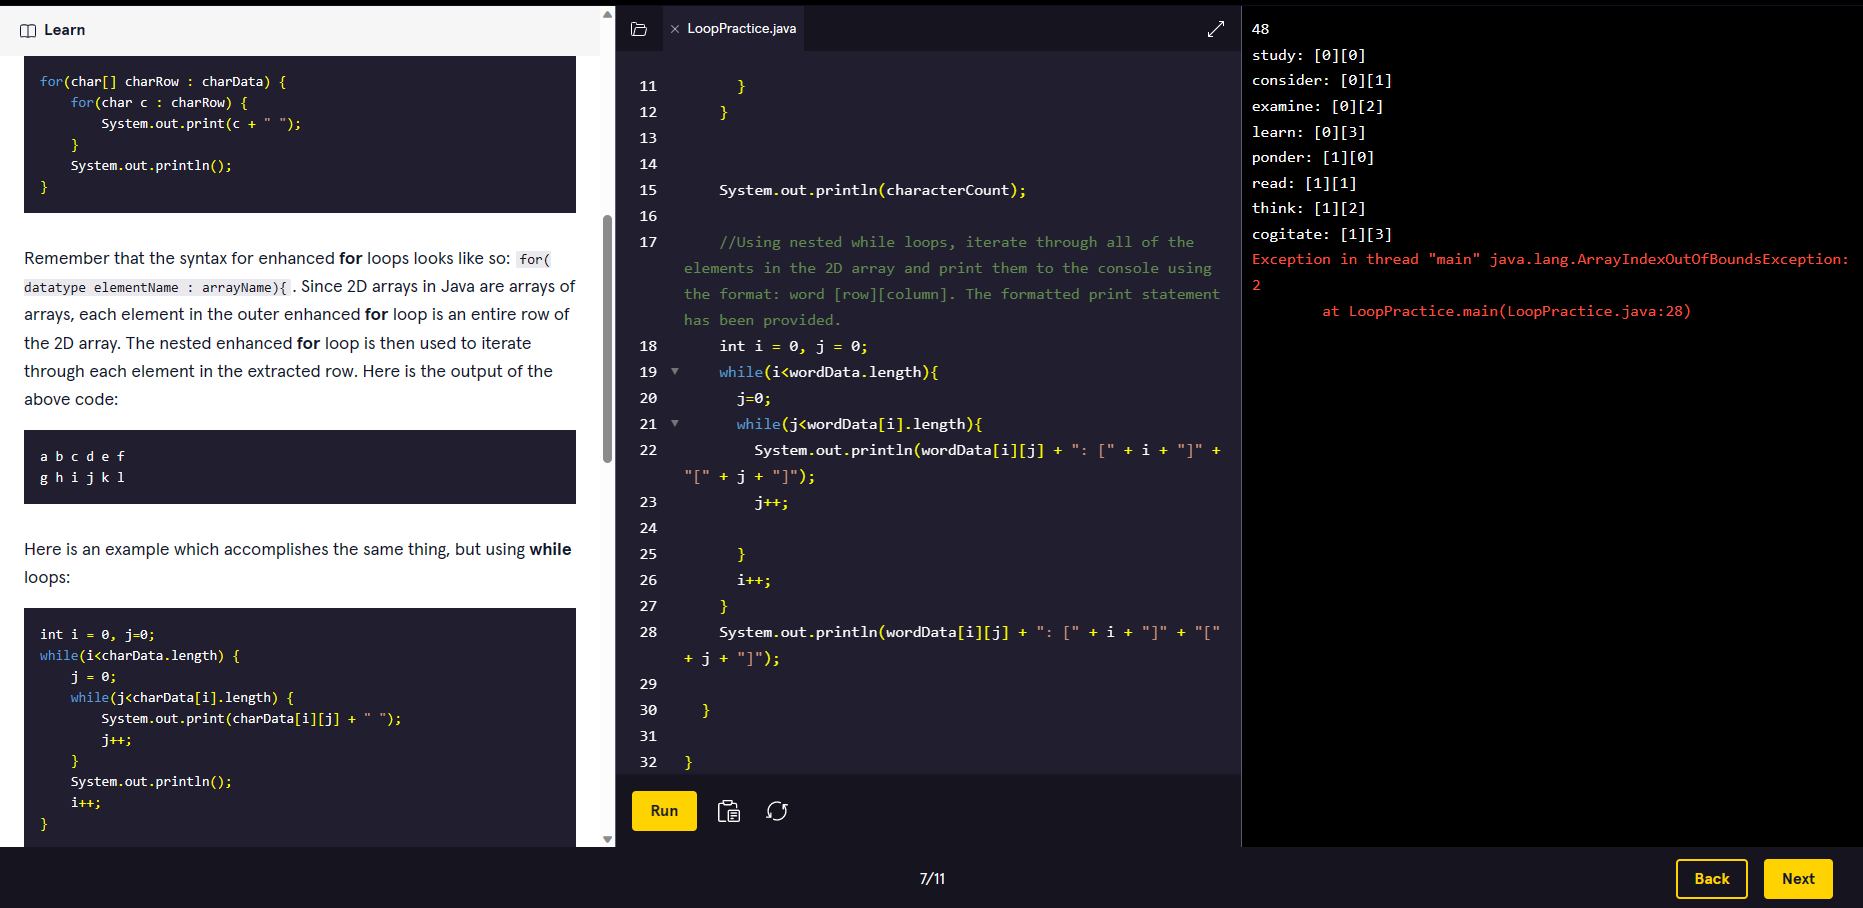 Learn
for(char[] charRow : charData) {
for(char c : charRow) {
System.out.print(c + " ");
}
System.out.println();
}
Remember that the syntax for enhanced for loops looks like so: for(
datatype elementName : arrayName){ . Since 2D arrays in Java are arrays of
arrays, each element in the outer enhanced for loop is an entire row of
the 2D array. The nested enhanced for loop is then used to iterate
through each element in the extracted row. Here is the output of the
above code:
a b c d e f
g h i j k l
Here is an example which accomplishes the same thing, but using while
loops:
int i = 0, j=0;
while(i<charData.length) {
j = 0;
while(j<charData[i].length) {
System.out.print(charData[i][j] + " ");
j++;
}
System.out.println();
i++;
}
LoopPractice.java
11 }
12 }
13
14
15 System.out.println(characterCount);
16
17 //Using nested while loops, iterate through all of the
elements in the 2D array and print them to the console using
the format: word [row][column]. The formatted print statement
has been provided.
18 int i = 0, j = 0;
19 while(i<wordData.length){
20 j=0;
21 while(j<wordData[i].length){
22 System.out.println(wordData[i][j] + ": [" + i + "]" +
"[" + j + "]");
23 j++;
24
25 }
26 i++;
27 }
28 System.out.println(wordData[i][j] + ": [" + i + "]" + "["
+ j + "]");
29
30 }
31
32 }
Run
48
study: [0][0]
consider: [0][1]
examine: [0][2]
learn: [0][3]
ponder: [1][0]
read: [1][1]
think: [1][2]
cogitate: [1][3]
Exception in thread "main" java.lang.ArrayIndexOutOfBoundsException:
2
at LoopPractice.main(LoopPractice.java:28)
7/11
Back
Next